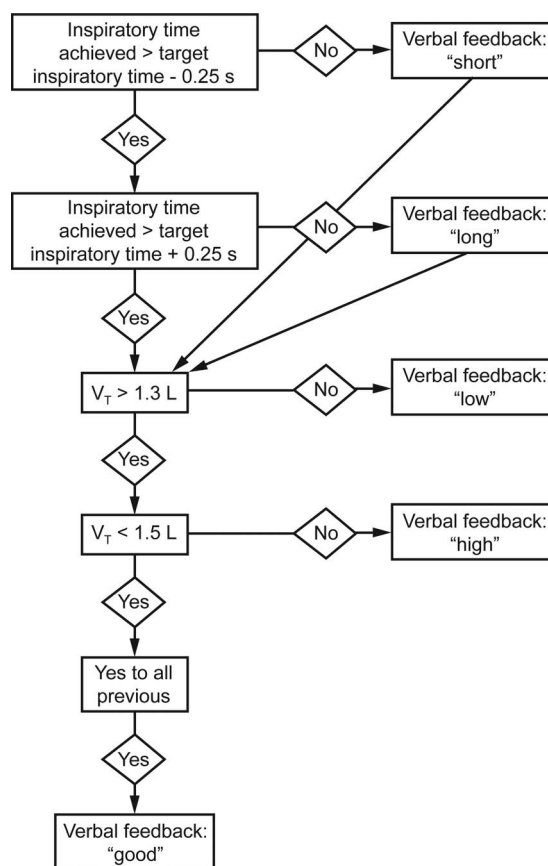 Inspiratory time
achieved > target
inspiratory time - 0.25 s
No
Verbal feedback:
“short”
Yes
Inspiratory time
achieved > target
inspiratory time + 0.25 s
No
Verbal feedback:
“long”
Yes
V_T > 1.3 L
No
Verbal feedback:
“low”
Yes
V_T < 1.5 L
No
Verbal feedback:
“high”
Yes
Yes to all
previous
Yes
Verbal feedback:
“good”